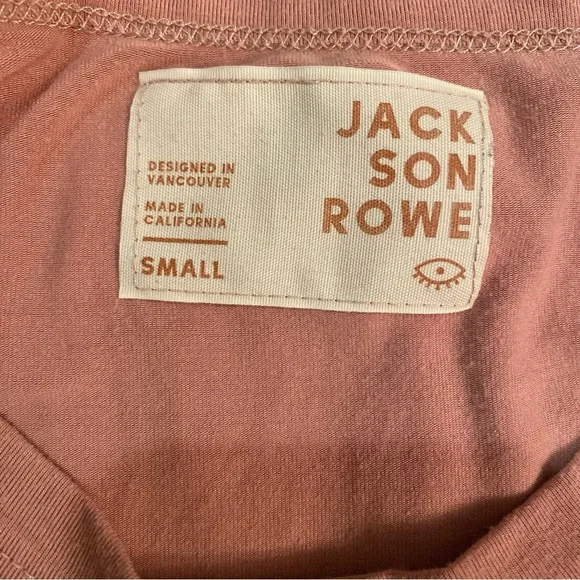 JACK
SON
ROWE
DESIGNED IN
VANCOUVER
MADE IN
CALIFORNIA
SMALL